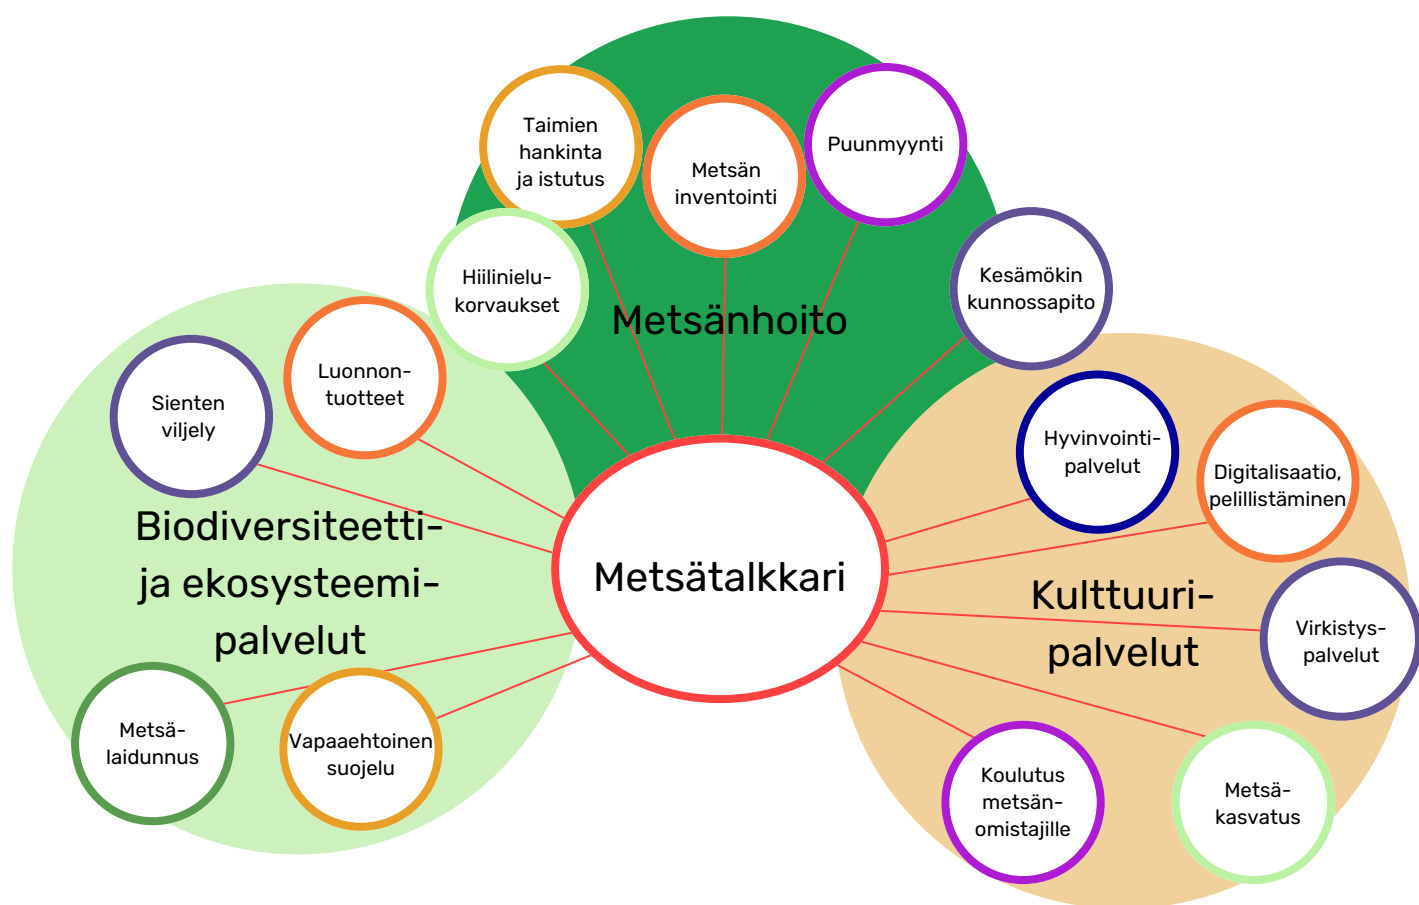 Taimien
hankinta
ja istutus
Metsän
inventointi
Puunmyynti
Hiilinielu-
korvaukset
Metsänhoito
Kesämökin
kunnossapito
Sienten
viljely
Luonnon-
tuotteet
Biodiversiteetti-
ja ekosysteemi-
palvelut
Metsä-
laidunnus
Vapaaehtoinen
suojelu
Metsätalkkari
Hyvinvointi-
palvelut
Digitalisaatio,
pelillistäminen
Kulttuuri-
palvelut
Virkistys-
palvelut
Koulutus
metsän-
omistajille
Metsä-
kasvatus